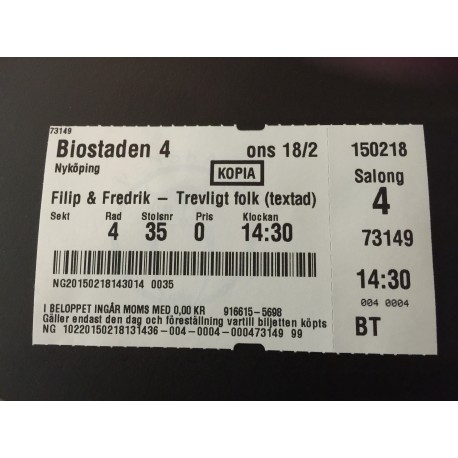 73149
Biostaden 4 ons 18/2
Nyköping KOPIA
Filip & Fredrik – Trevligt folk (textad)
Sekt Rad Stolsnr Pris Klockan
4 35 0 14:30
NG20150218143014 0035
I BELOPPET INGÅR MOMS MED 0,00 KR 916615-5698
Gäller endast den dag och föreställning vartill biljetten köpts
NG 10220150218131436-004-0004-000473149 99
150218
Salong
4
73149
14:30
004 0004
BT